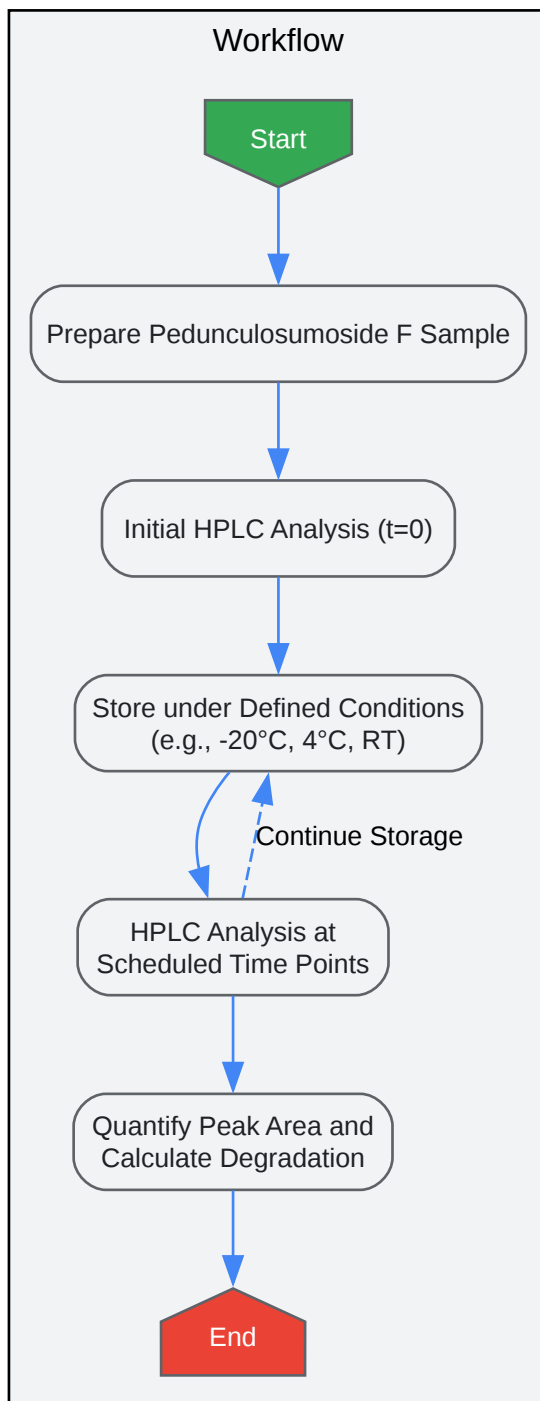 Workflow
Start
Prepare Pedunculosumoside F Sample
Initial HPLC Analysis (t=0)
Store under Defined Conditions
(e.g., -20°C, 4°C, RT)
Continue Storage
HPLC Analysis at
Scheduled Time Points
Quantify Peak Area and
Calculate Degradation
End